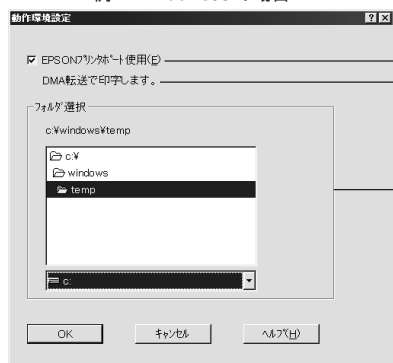 動作環境設定
EPSONプリンタポート使用(E)
DMA転送で印字します。
フォルダ選択
c:¥windows¥temp
c:¥
windows
temp
c:
OK
キャンセル
ヘルプ(H)